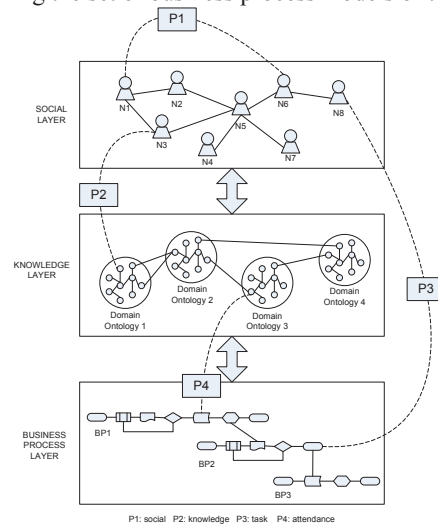 P1
N1
N2
N3
N4
N5
N6
N7
N8
SOCIAL
LAYER
P2
KNOWLEDGE
LAYER
Domain
Ontology 1
Domain
Ontology 2
Domain
Ontology 3
Domain
Ontology 4
P3
P4
BUSINESS
PROCESS
LAYER
BP1
BP2
BP3
P1: social P2: knowledge P3: task P4: attendance